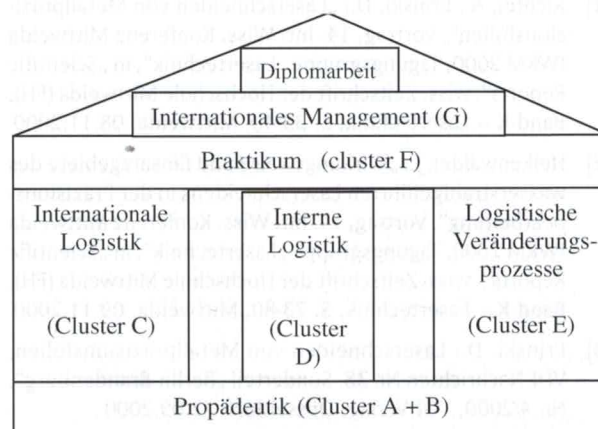 Diplomarbeit
Internationales Management (G)
Praktikum (cluster F)
Internationale
Logistik
(Cluster C)
Interne
Logistik
(Cluster
D)
Logistische
Veränderungs-
prozesse
(Cluster E)
Propädeutik (Cluster A + B)